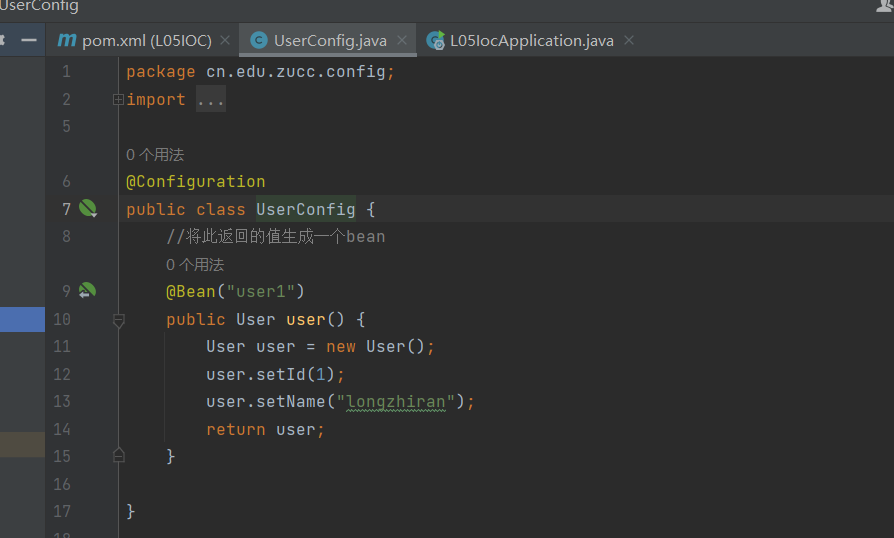 UserConfig
pom.xml (L05IOC) UserConfig.java L05IocApplication.java
1 package cn.edu.zucc.config;
2 import ...
5
0 个用法
6 @Configuration
7 public class UserConfig {
8 //将此返回的值生成一个bean
0 个用法
9 @Bean("user1")
10 public User user() {
11 User user = new User();
12 user.setId(1);
13 user.setName("longzhiran");
14 return user;
15 }
16
17 }
18